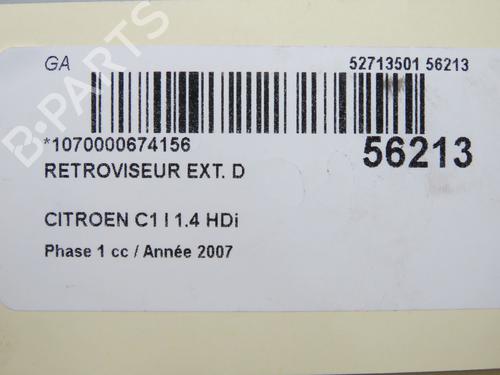 GA
52713501 56213
*1070000674156
56213
RETROVISEUR EXT. D
CITROEN C1 I 1.4 HDi
Phase 1 cc / Année 2007
B-PARTS